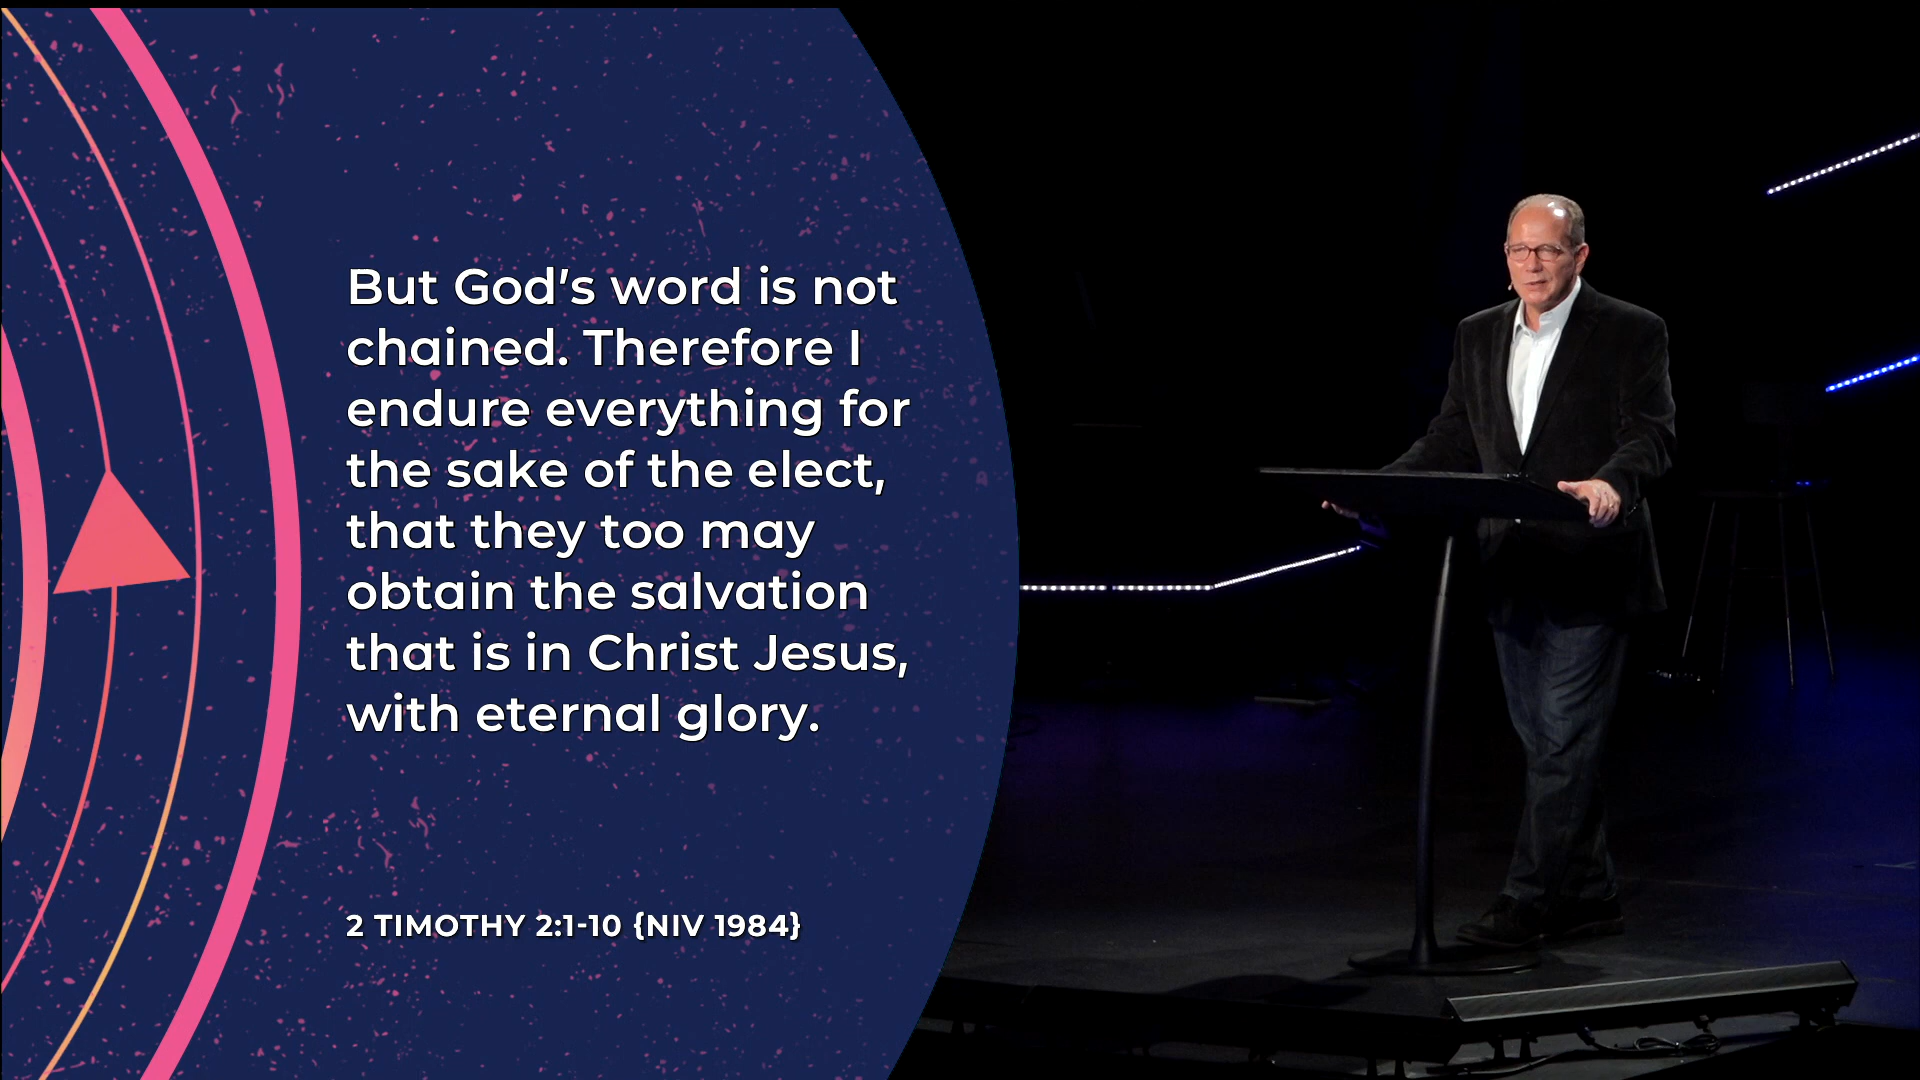 But God's word is not
chained. Therefore I
endure everything for
the sake of the elect,
that they too may
obtain the salvation
that is in Christ Jesus,
with eternal glory.
2 TIMOTHY 2:1-10 {NIV 1984}